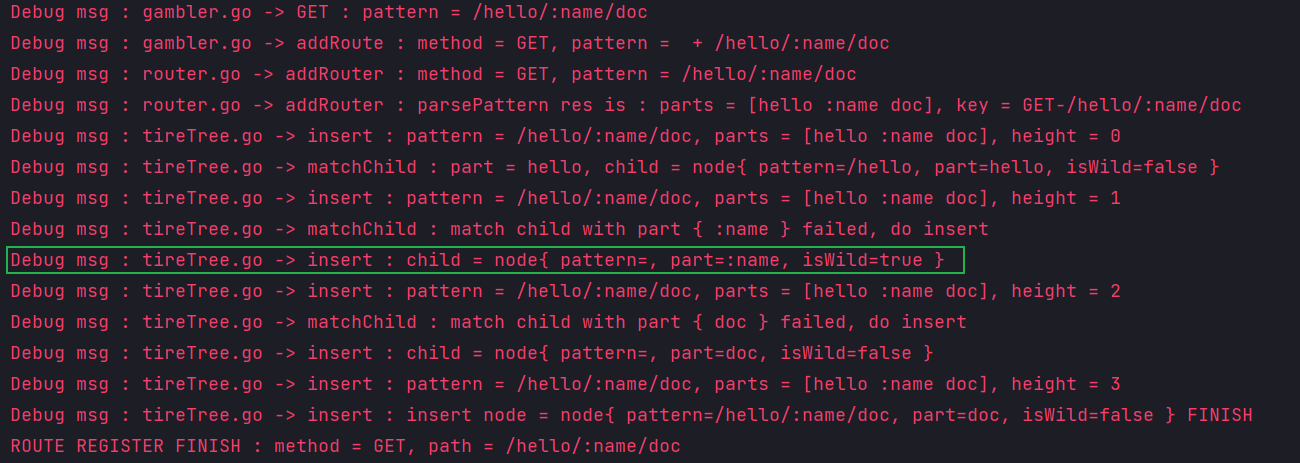 Debug msg : gambler.go -> GET : pattern = /hello/:name/doc
Debug msg : gambler.go -> addRoute : method = GET, pattern =  + /hello/:name/doc
Debug msg : router.go -> addRouter : method = GET, pattern = /hello/:name/doc
Debug msg : router.go -> addRouter : parsePattern res is : parts = [hello :name doc], key = GET-/hello/:name/doc
Debug msg : tireTree.go -> insert : pattern = /hello/:name/doc, parts = [hello :name doc], height = 0
Debug msg : tireTree.go -> matchChild : part = hello, child = node{ pattern=/hello, part=hello, isWild=false }
Debug msg : tireTree.go -> insert : pattern = /hello/:name/doc, parts = [hello :name doc], height = 1
Debug msg : tireTree.go -> matchChild : match child with part { :name } failed, do insert
Debug msg : tireTree.go -> insert : child = node{ pattern=, part=:name, isWild=true }
Debug msg : tireTree.go -> insert : pattern = /hello/:name/doc, parts = [hello :name doc], height = 2
Debug msg : tireTree.go -> matchChild : match child with part { doc } failed, do insert
Debug msg : tireTree.go -> insert : child = node{ pattern=, part=doc, isWild=false }
Debug msg : tireTree.go -> insert : pattern = /hello/:name/doc, parts = [hello :name doc], height = 3
Debug msg : tireTree.go -> insert : insert node = node{ pattern=/hello/:name/doc, part=doc, isWild=false } FINISH
ROUTE REGISTER FINISH : method = GET, path = /hello/:name/doc